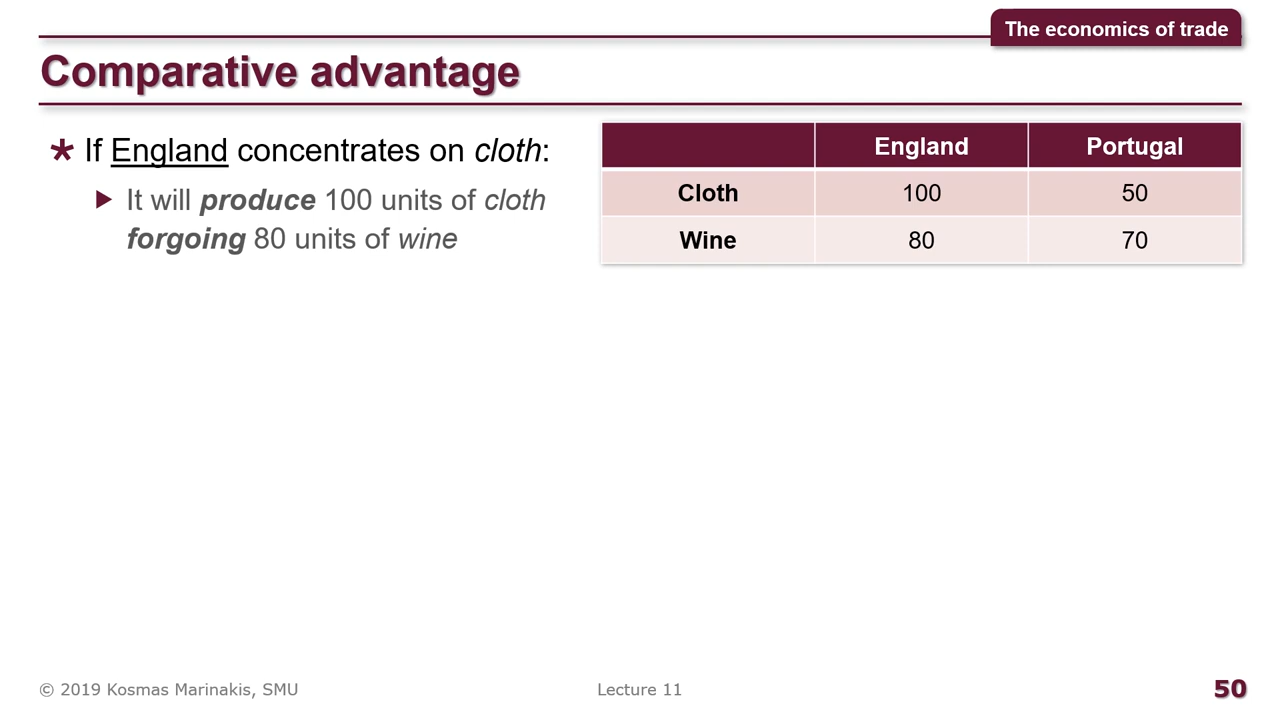 The economics of trade
Comparative advantage
* If England concentrates on cloth:
It will produce 100 units of cloth
forgoing 80 units of wine
England Portugal
Cloth 100 50
Wine 80 70
© 2019 Kosmas Marinakis, SMU
Lecture 11
50